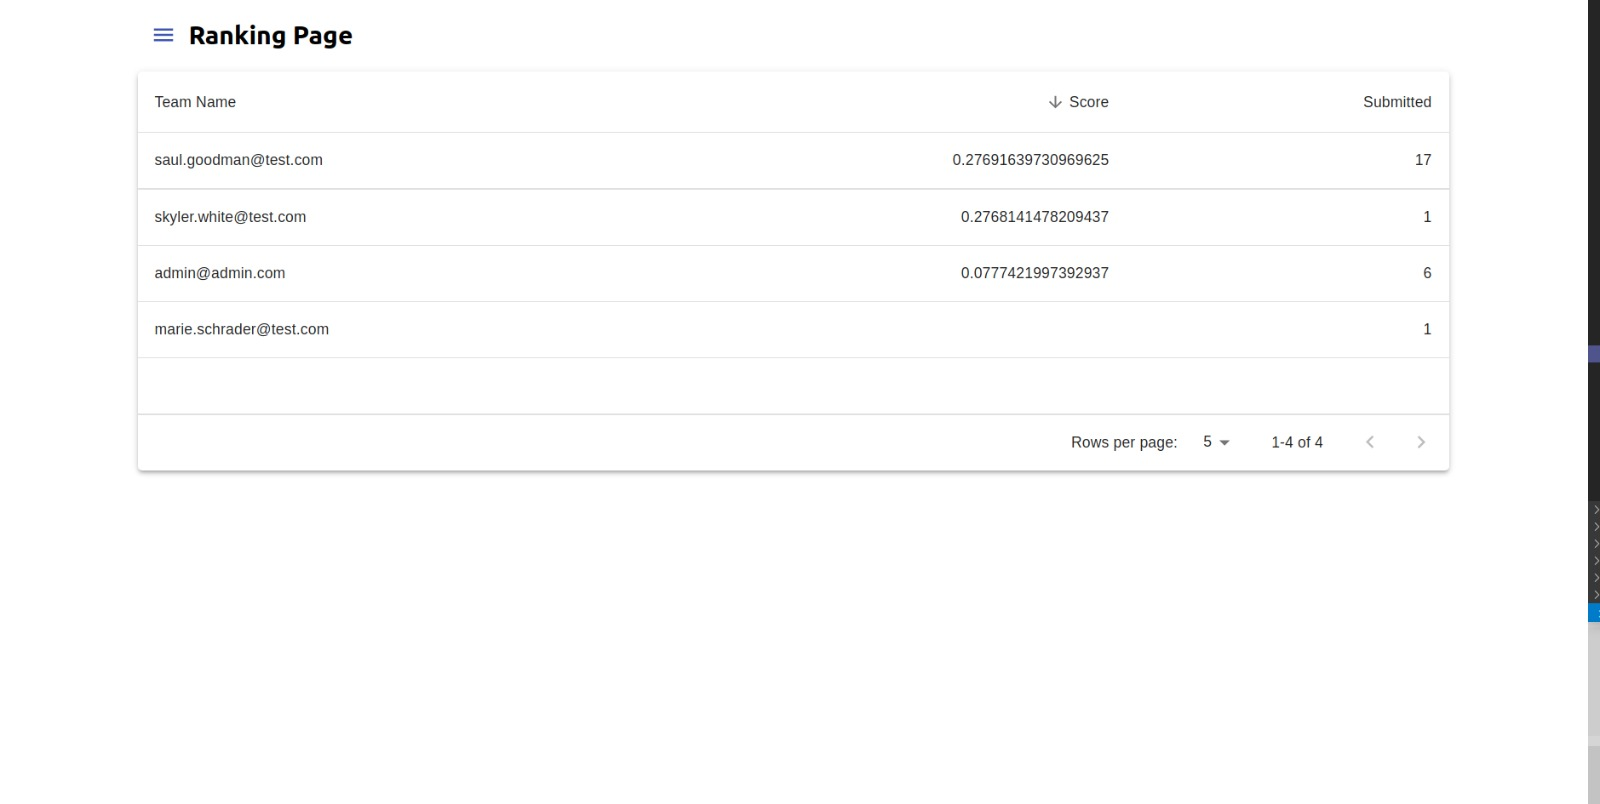 Ranking Page
Team Name Score Submitted
saul.goodman@test.com 0.27691639730969625 17
skyler.white@test.com 0.2768141478209437 1
admin@admin.com 0.0777421997392937 6
marie.schrader@test.com 1
Rows per page: 5 1-4 of 4